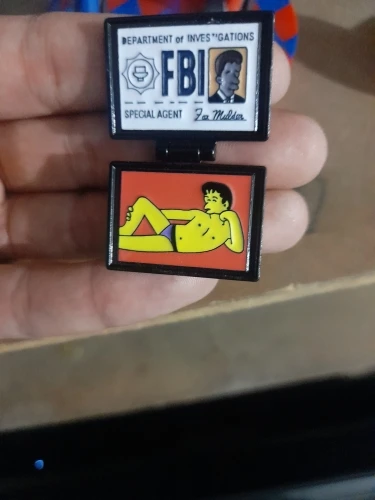 DEPARTMENT of INVESTIGATIONS
FBI
SPECIAL AGENT Fox Mulder